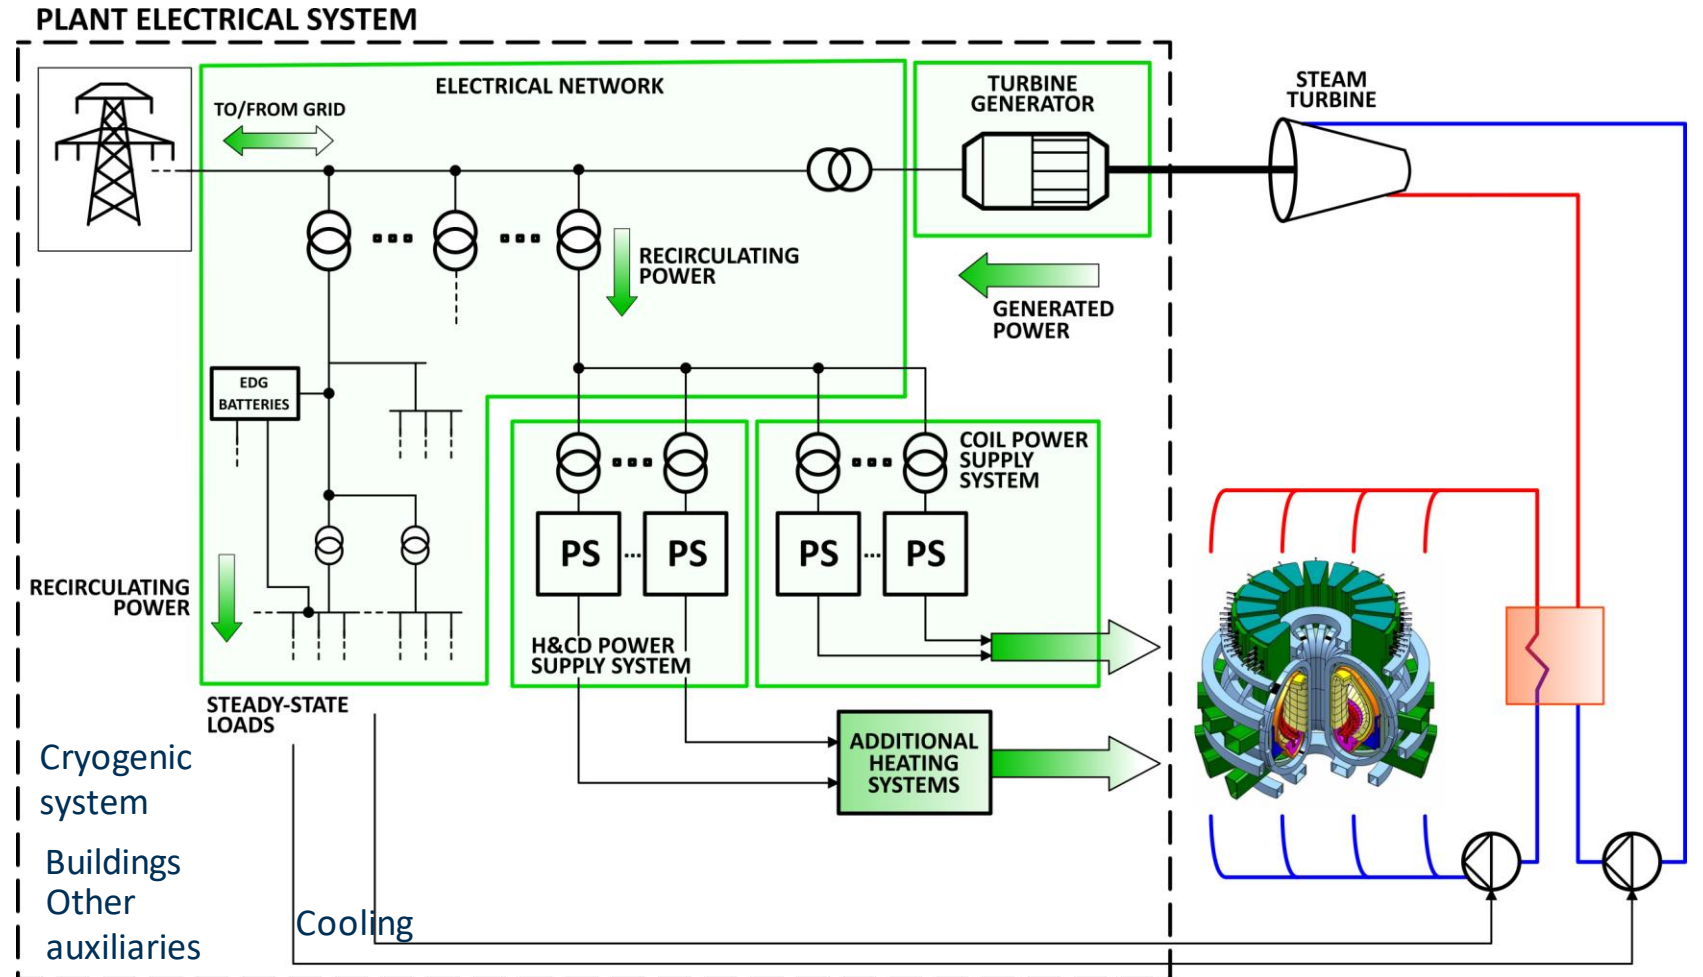 PLANT ELECTRICAL SYSTEM
ELECTRICAL NETWORK
TO/FROM GRID
TURBINE
GENERATOR
STEAM
TURBINE
RECIRCULATING
POWER
GENERATED
POWER
EDG
BATTERIES
COIL POWER
SUPPLY
SYSTEM
PS
...
PS
PS
...
PS
RECIRCULATING
POWER
H&CD POWER
SUPPLY SYSTEM
STEADY-STATE
LOADS
ADDITIONAL
HEATING
SYSTEMS
Cryogenic
system
Buildings
Other
auxiliaries
Cooling